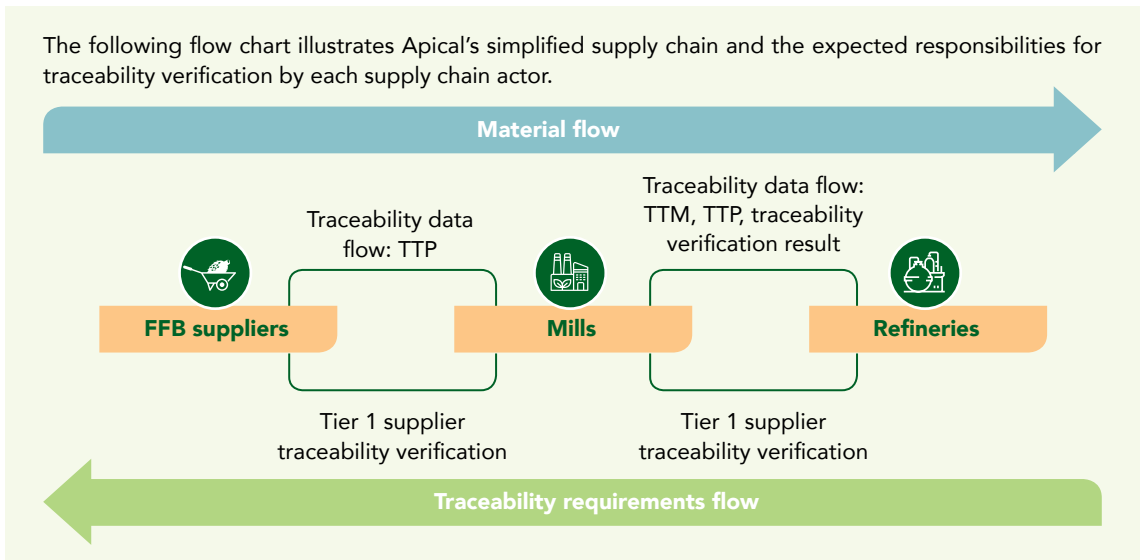 The following flow chart illustrates Apical’s simplified supply chain and the expected responsibilities for
traceability verification by each supply chain actor.
Material flow
Traceability data
flow: TTP
Traceability data flow:
TTM, TTP, traceability
verification result
FFB suppliers
Mills
Refineries
Tier 1 supplier
traceability verification
Tier 1 supplier
traceability verification
Traceability requirements flow